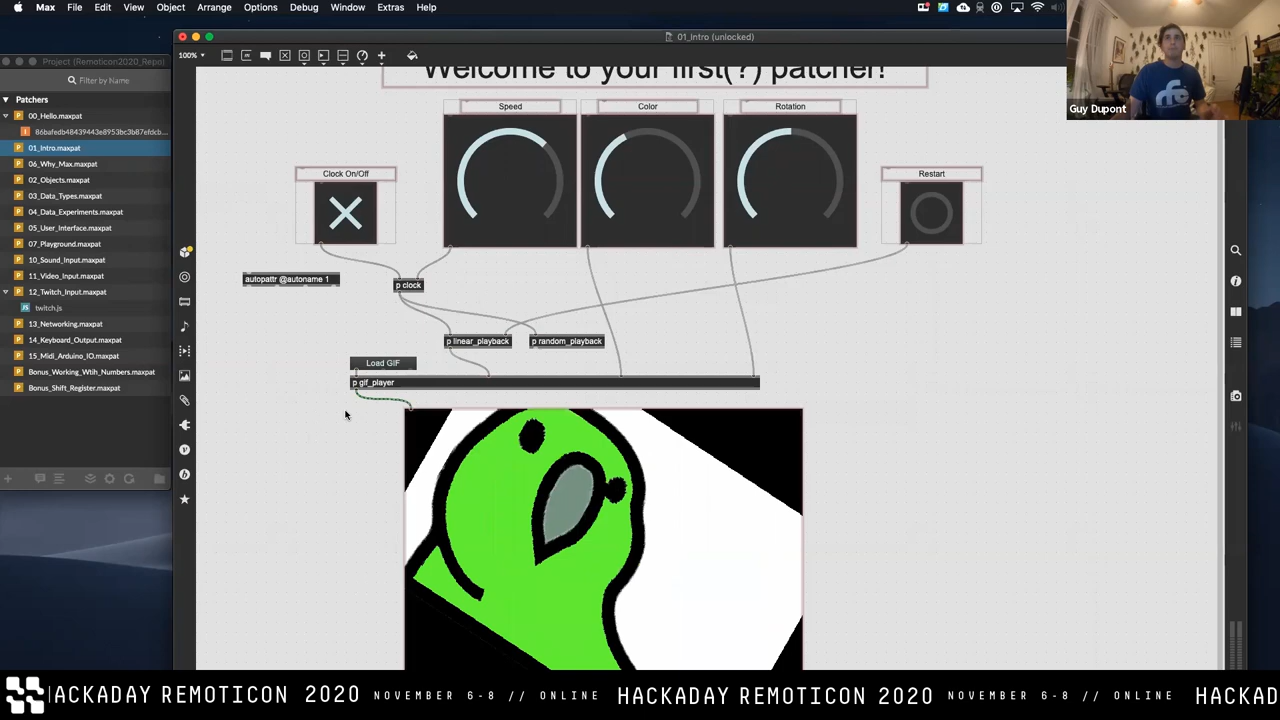 Max File Edit View Object Arrange Options Debug Window Extras Help
01_Intro (unlocked)
100%
Project (Remoticon2020_Repo)
Filter by Name
Patchers
00_Hello.maxpat
86bafedb48439443e8953bc3b87efdcb...
01_Intro.maxpat
06_Why_Max.maxpat
02_Objects.maxpat
03_Data_Types.maxpat
04_Data_Experiments.maxpat
05_User_Interface.maxpat
07_Playground.maxpat
10_Sound_Input.maxpat
11_Video_Input.maxpat
12_Twitch_Input.maxpat
twitch.js
13_Networking.maxpat
14_Keyboard_Output.maxpat
15_Midi_Arduino_IO.maxpat
Bonus_Working_Wtih_Numbers.maxpat
Bonus_Shift_Register.maxpat
Welcome to your first(?) patcher!
Speed
Color
Rotation
Clock On/Off
Restart
autopattr @autoname 1
p clock
p linear_playback
p random_playback
Load GIF
p gif_player
Guy Dupont
HACKADAY REMOTICON 2020 NOVEMBER 6-8 // ONLINE HACKADAY REMOTICON 2020 NOVEMBER 6-8 // ONLINE HACKAD